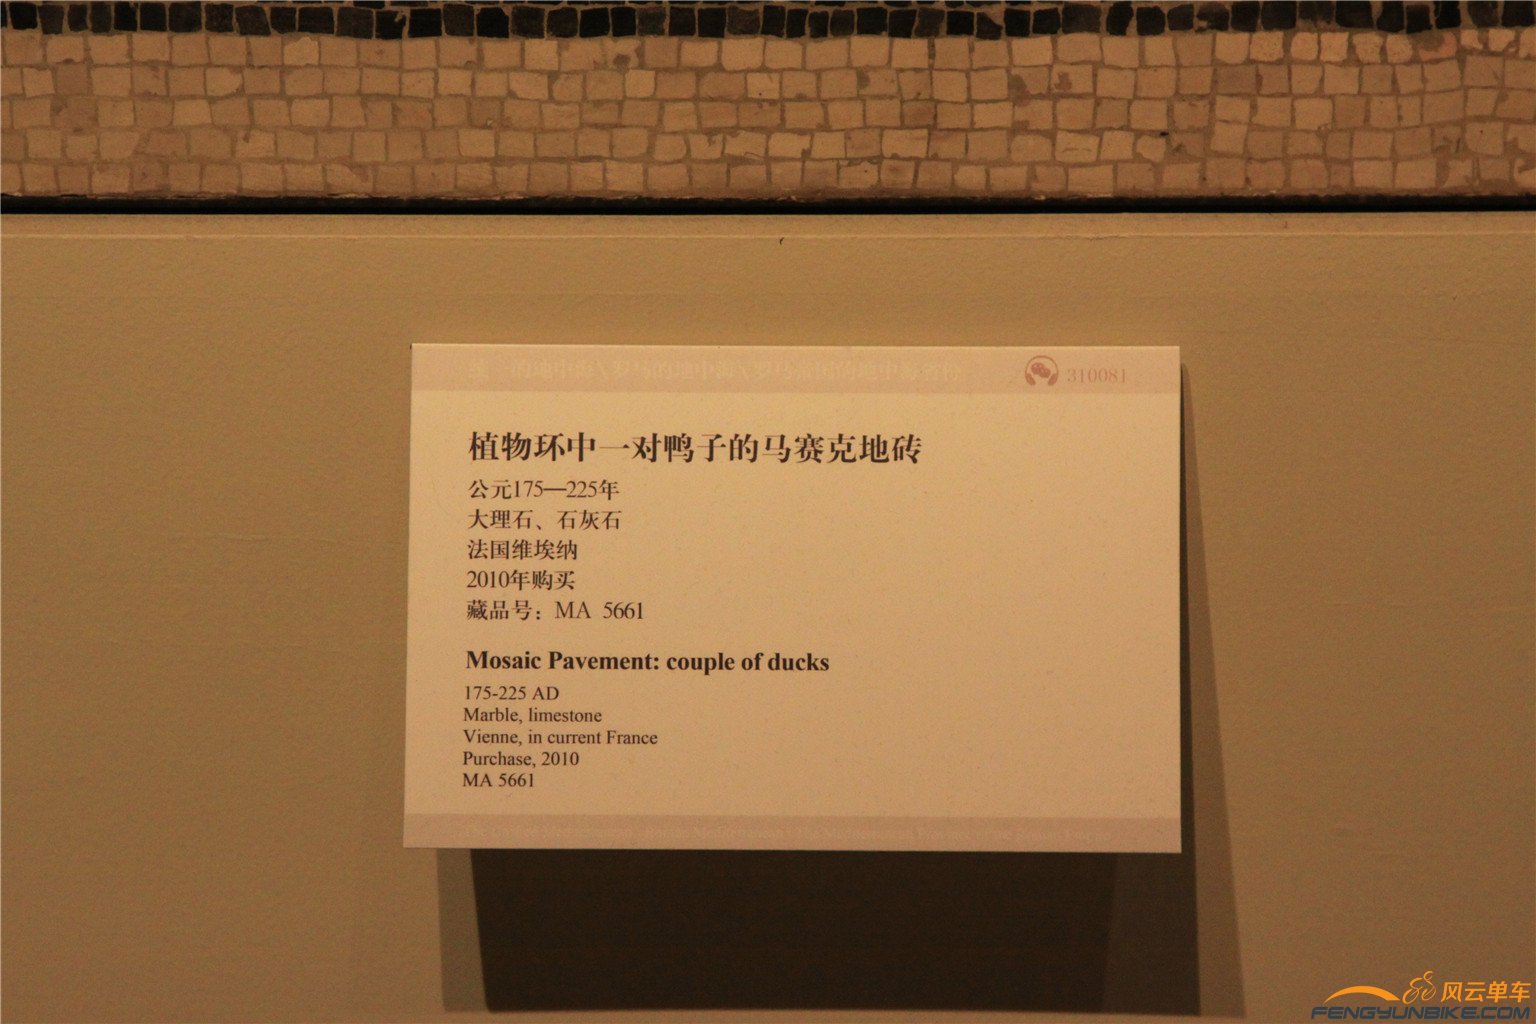 310081
植物环中一对鸭子的马赛克地砖
公元175—225年
大理石、石灰石
法国维埃纳
2010年购买
藏品号：MA 5661
Mosaic Pavement: couple of ducks
175-225 AD
Marble, limestone
Vienne, in current France
Purchase, 2010
MA 5661
风云单车
FENGYUNBIKE.COM